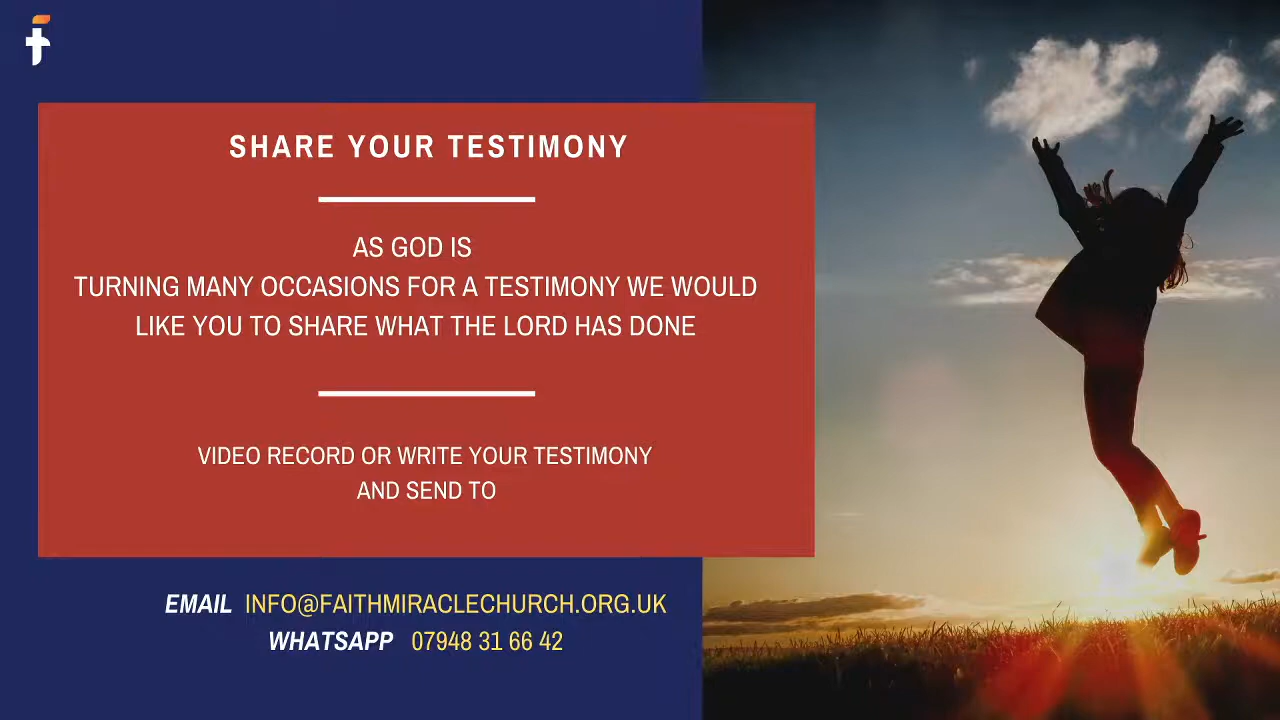 SHARE YOUR TESTIMONY
AS GOD IS
TURNING MANY OCCASIONS FOR A TESTIMONY WE WOULD
LIKE YOU TO SHARE WHAT THE LORD HAS DONE
VIDEO RECORD OR WRITE YOUR TESTIMONY
AND SEND TO
EMAIL INFO@FAITHMIRACLECHURCH.ORG.UK
WHATSAPP 07948 31 66 42